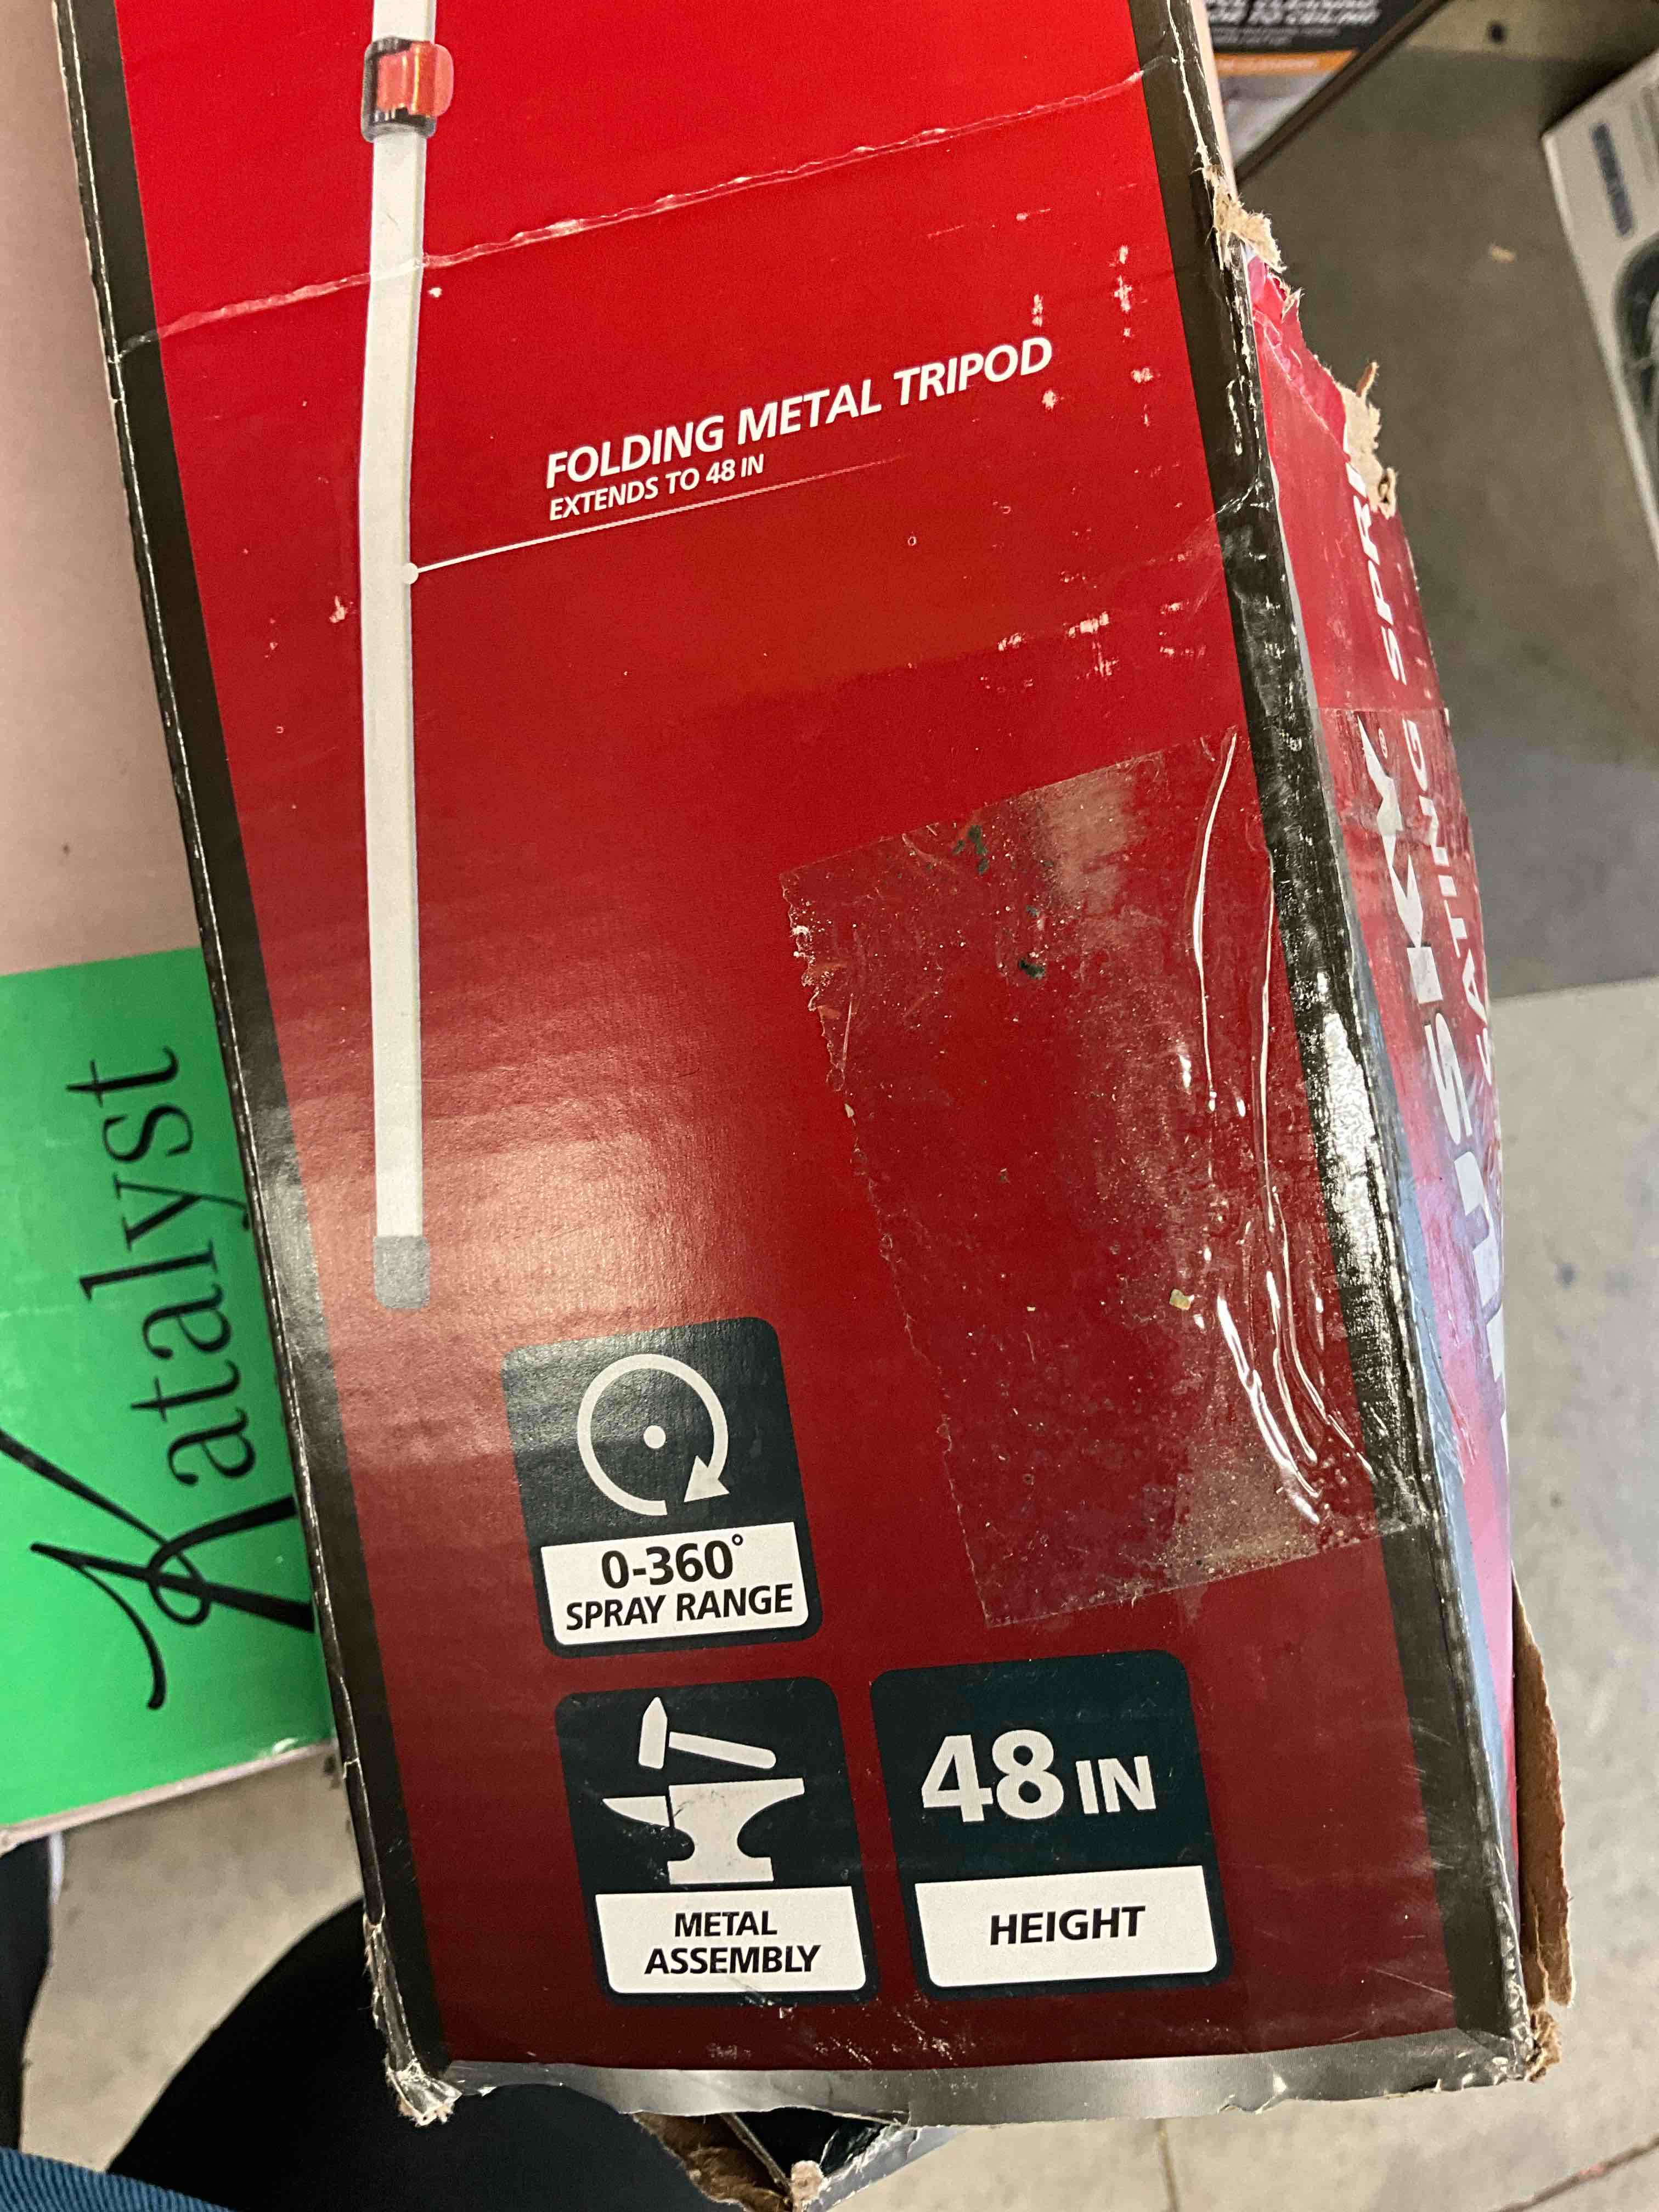 FOLDING METAL TRIPOD
EXTENDS TO 48 IN
0-360°
SPRAY RANGE
METAL
ASSEMBLY
48 IN
HEIGHT
Katalyst